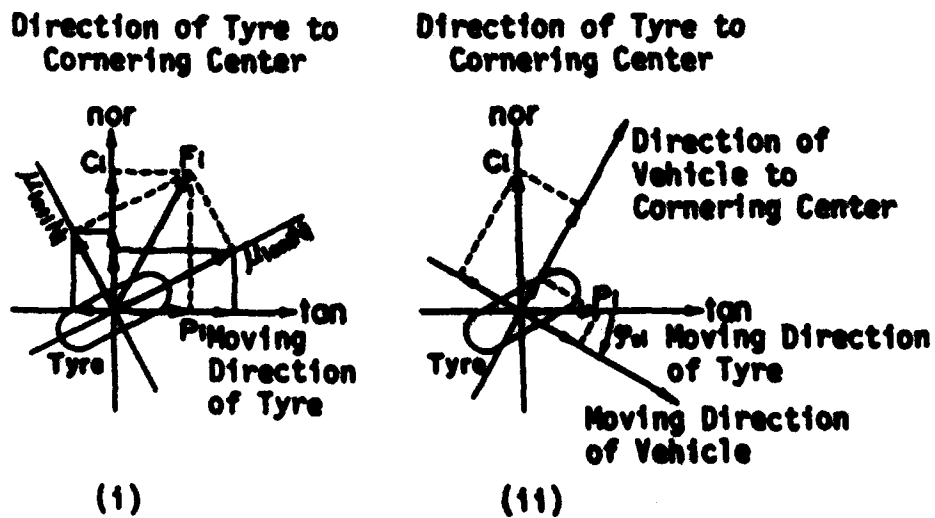 Direction of Tyre to
Cornering Center
nor
Ci
Fi
tan
Pi
Moving
Direction
of Tyre
Tyre
(i)
Direction of Tyre to
Cornering Center
nor
Ci
Direction of
Vehicle to
Cornering Center
Pi
tan
Moving Direction
of Tyre
Tyre
Moving Direction
of Vehicle
(ii)